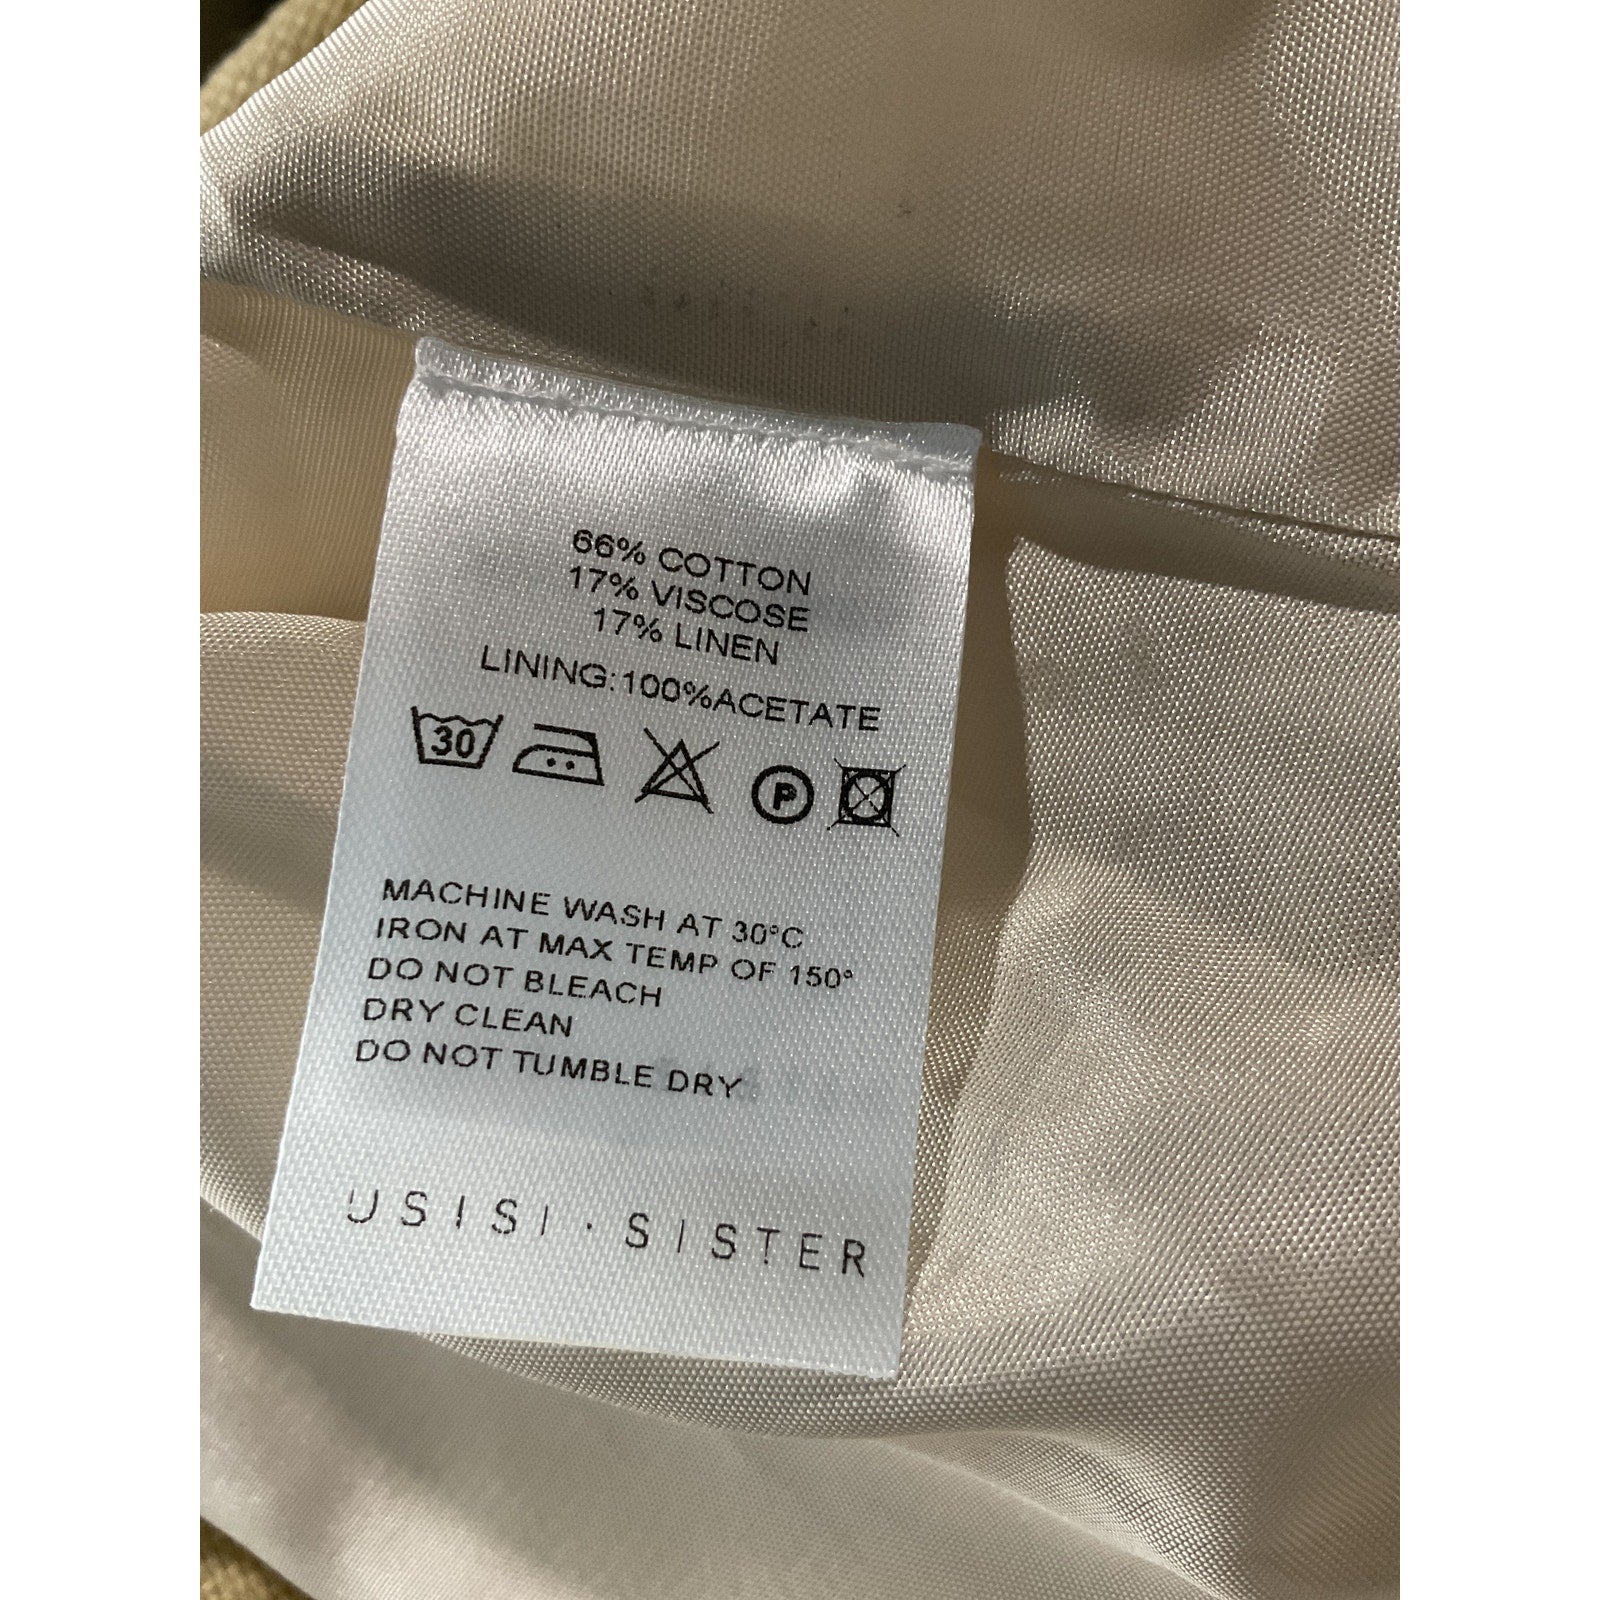 66% COTTON
17% VISCOSE
17% LINEN
LINING:100%ACETATE
30 P
MACHINE WASH AT 30°C
IRON AT MAX TEMP OF 150°
DO NOT BLEACH
DRY CLEAN
DO NOT TUMBLE DRY
USISI · SISTER